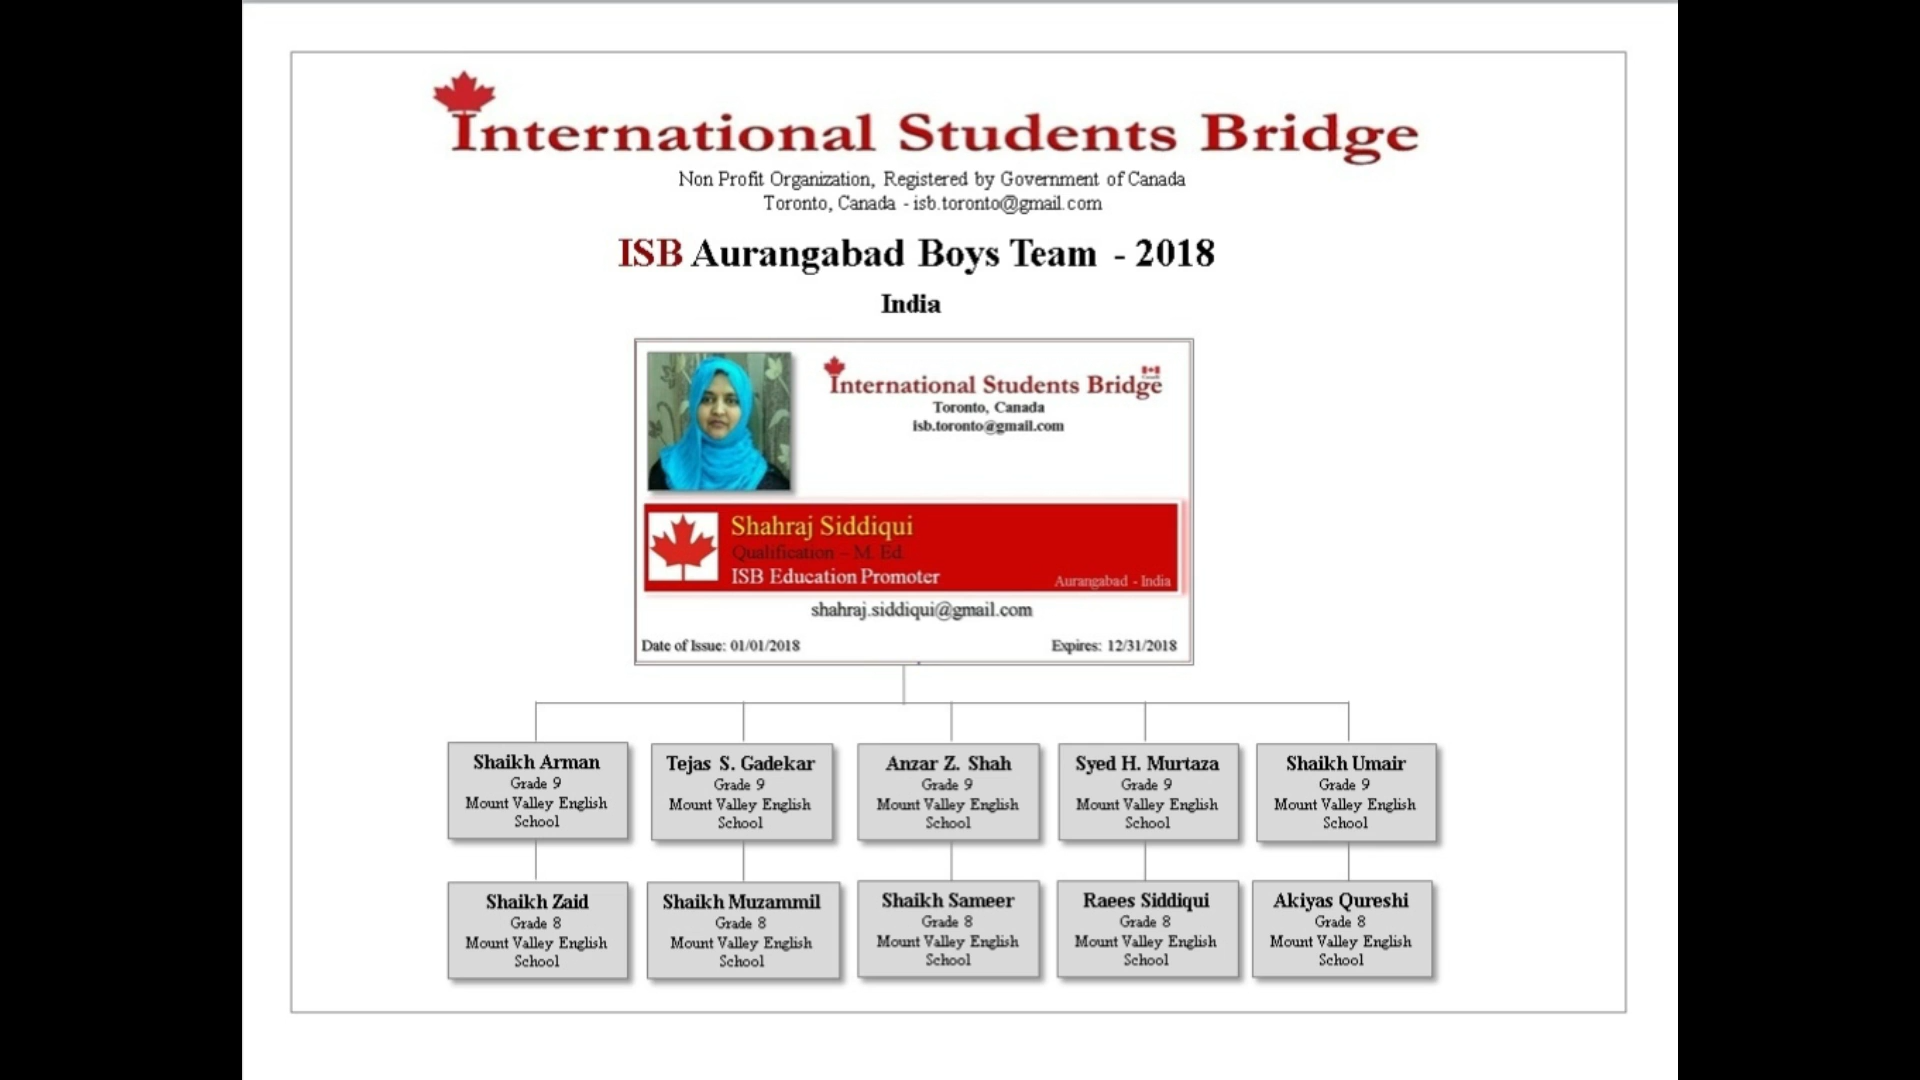 International Students Bridge
Non Profit Organization, Registered by Government of Canada
Toronto, Canada - isb.toronto@gmail.com
ISB Aurangabad Boys Team - 2018
India
International Students Bridge
Toronto, Canada
isb.toronto@gmail.com
Shahraj Siddiqui
Qualification – M. Ed.
ISB Education Promoter
Aurangabad - India
shahraj.siddiqui@gmail.com
Date of Issue: 01/01/2018
Expires: 12/31/2018
Shaikh Arman
Grade 9
Mount Valley English
School
Tejas S. Gadekar
Grade 9
Mount Valley English
School
Anzar Z. Shah
Grade 9
Mount Valley English
School
Syed H. Murtaza
Grade 9
Mount Valley English
School
Shaikh Umair
Grade 9
Mount Valley English
School
Shaikh Zaid
Grade 8
Mount Valley English
School
Shaikh Muzammil
Grade 8
Mount Valley English
School
Shaikh Sameer
Grade 8
Mount Valley English
School
Raees Siddiqui
Grade 8
Mount Valley English
School
Akiyas Qureshi
Grade 8
Mount Valley English
School